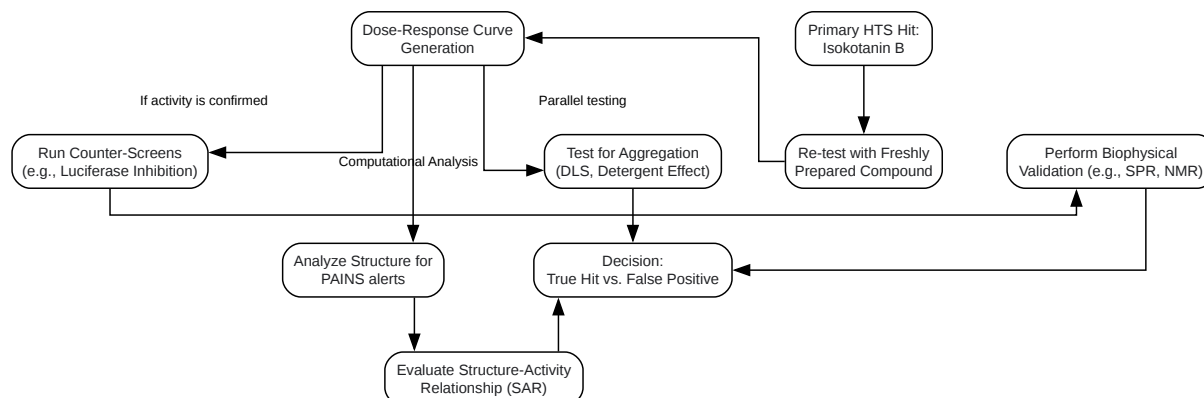 Dose-Response Curve
Generation
Primary HTS Hit:
Isokotanin B
If activity is confirmed
Parallel testing
Run Counter-Screens
(e.g., Luciferase Inhibition)
Computational Analysis
Test for Aggregation
(DLS, Detergent Effect)
Re-test with Freshly
Prepared Compound
Perform Biophysical
Validation (e.g., SPR, NMR)
Analyze Structure for
PAINS alerts
Decision:
True Hit vs. False Positive
Evaluate Structure-Activity
Relationship (SAR)